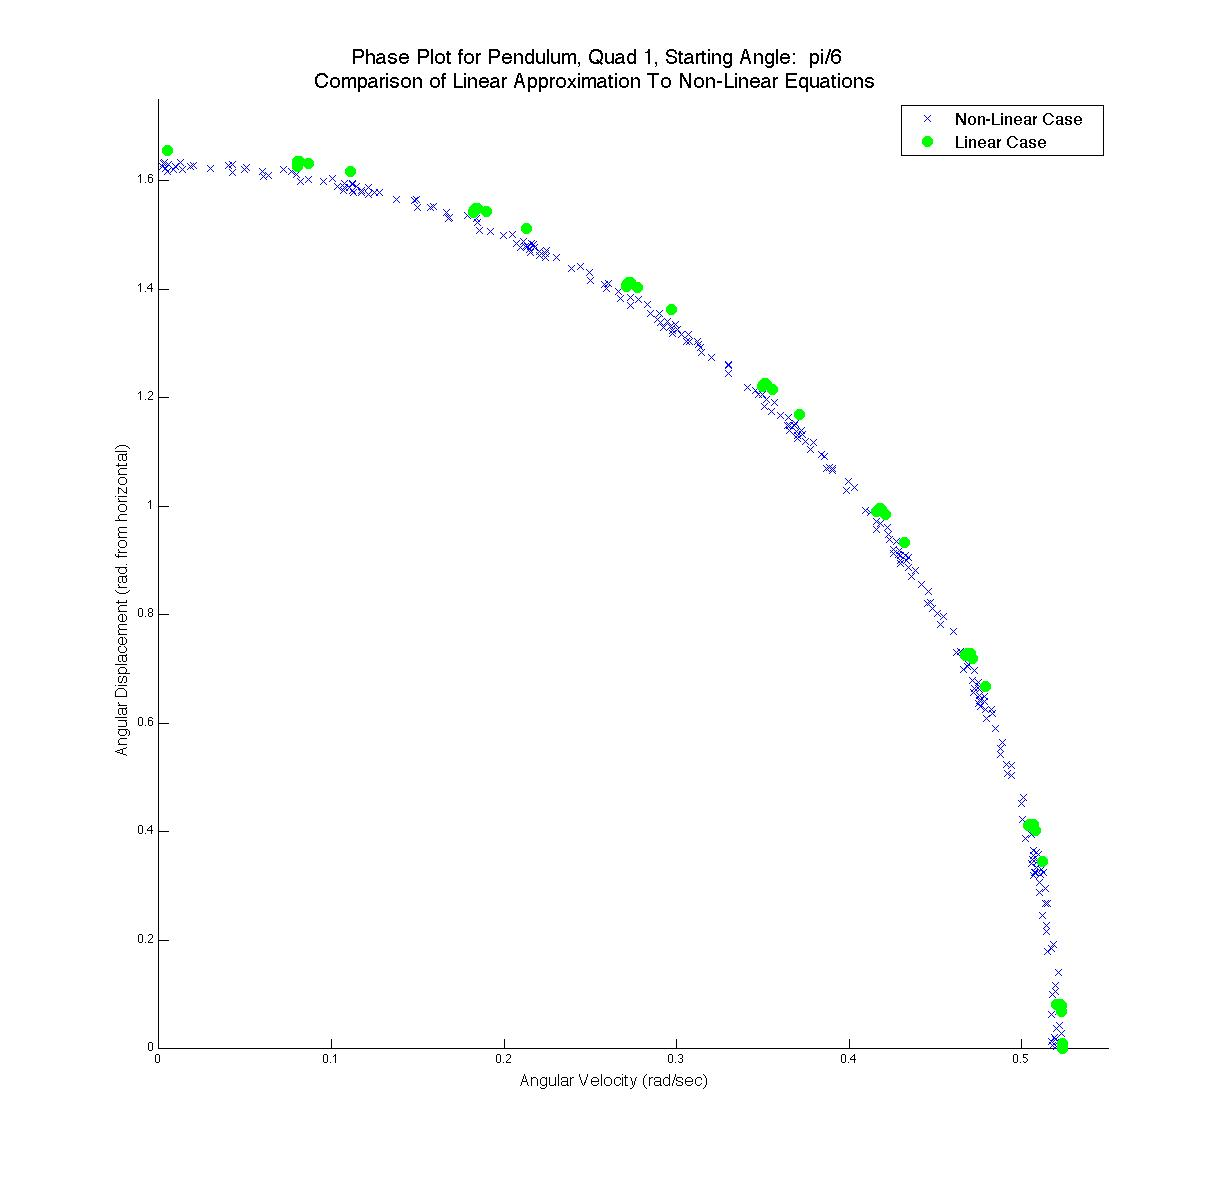 Phase Plot for Pendulum, Quad 1, Starting Angle:  pi/6
Comparison of Linear Approximation To Non-Linear Equations
Non-Linear Case
Linear Case
1.6
1.4
1.2
1
0.8
0.6
0.4
0.2
0
Angular Displacement (rad. from horizontal)
0
0.1
0.2
0.3
0.4
0.5
Angular Velocity (rad/sec)